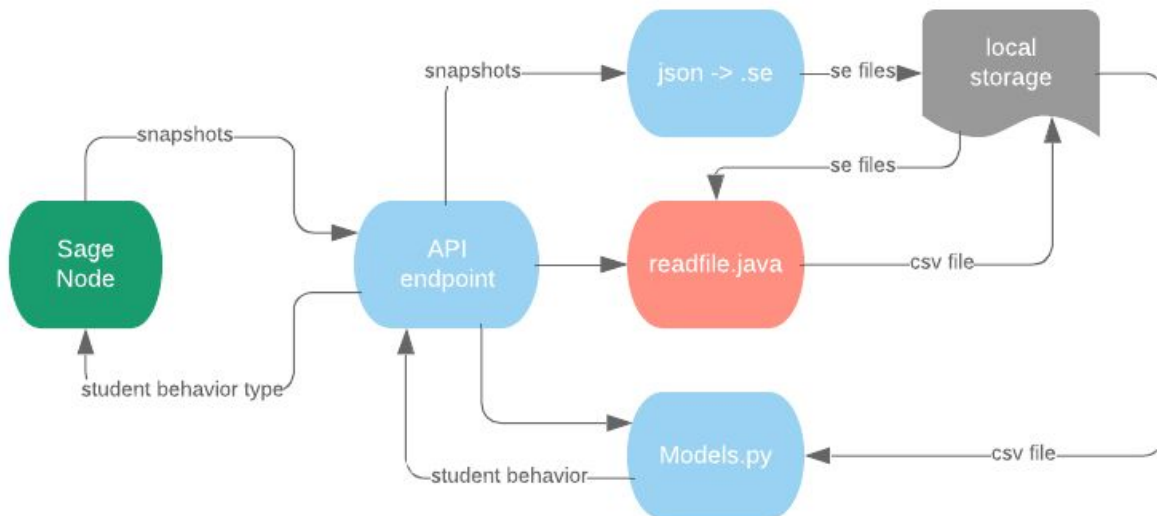 snapshots
json -> .se
se files
local
storage
snapshots
se files
Sage
Node
API
endpoint
readfile.java
csv file
student behavior type
student behavior
Models.py
csv file